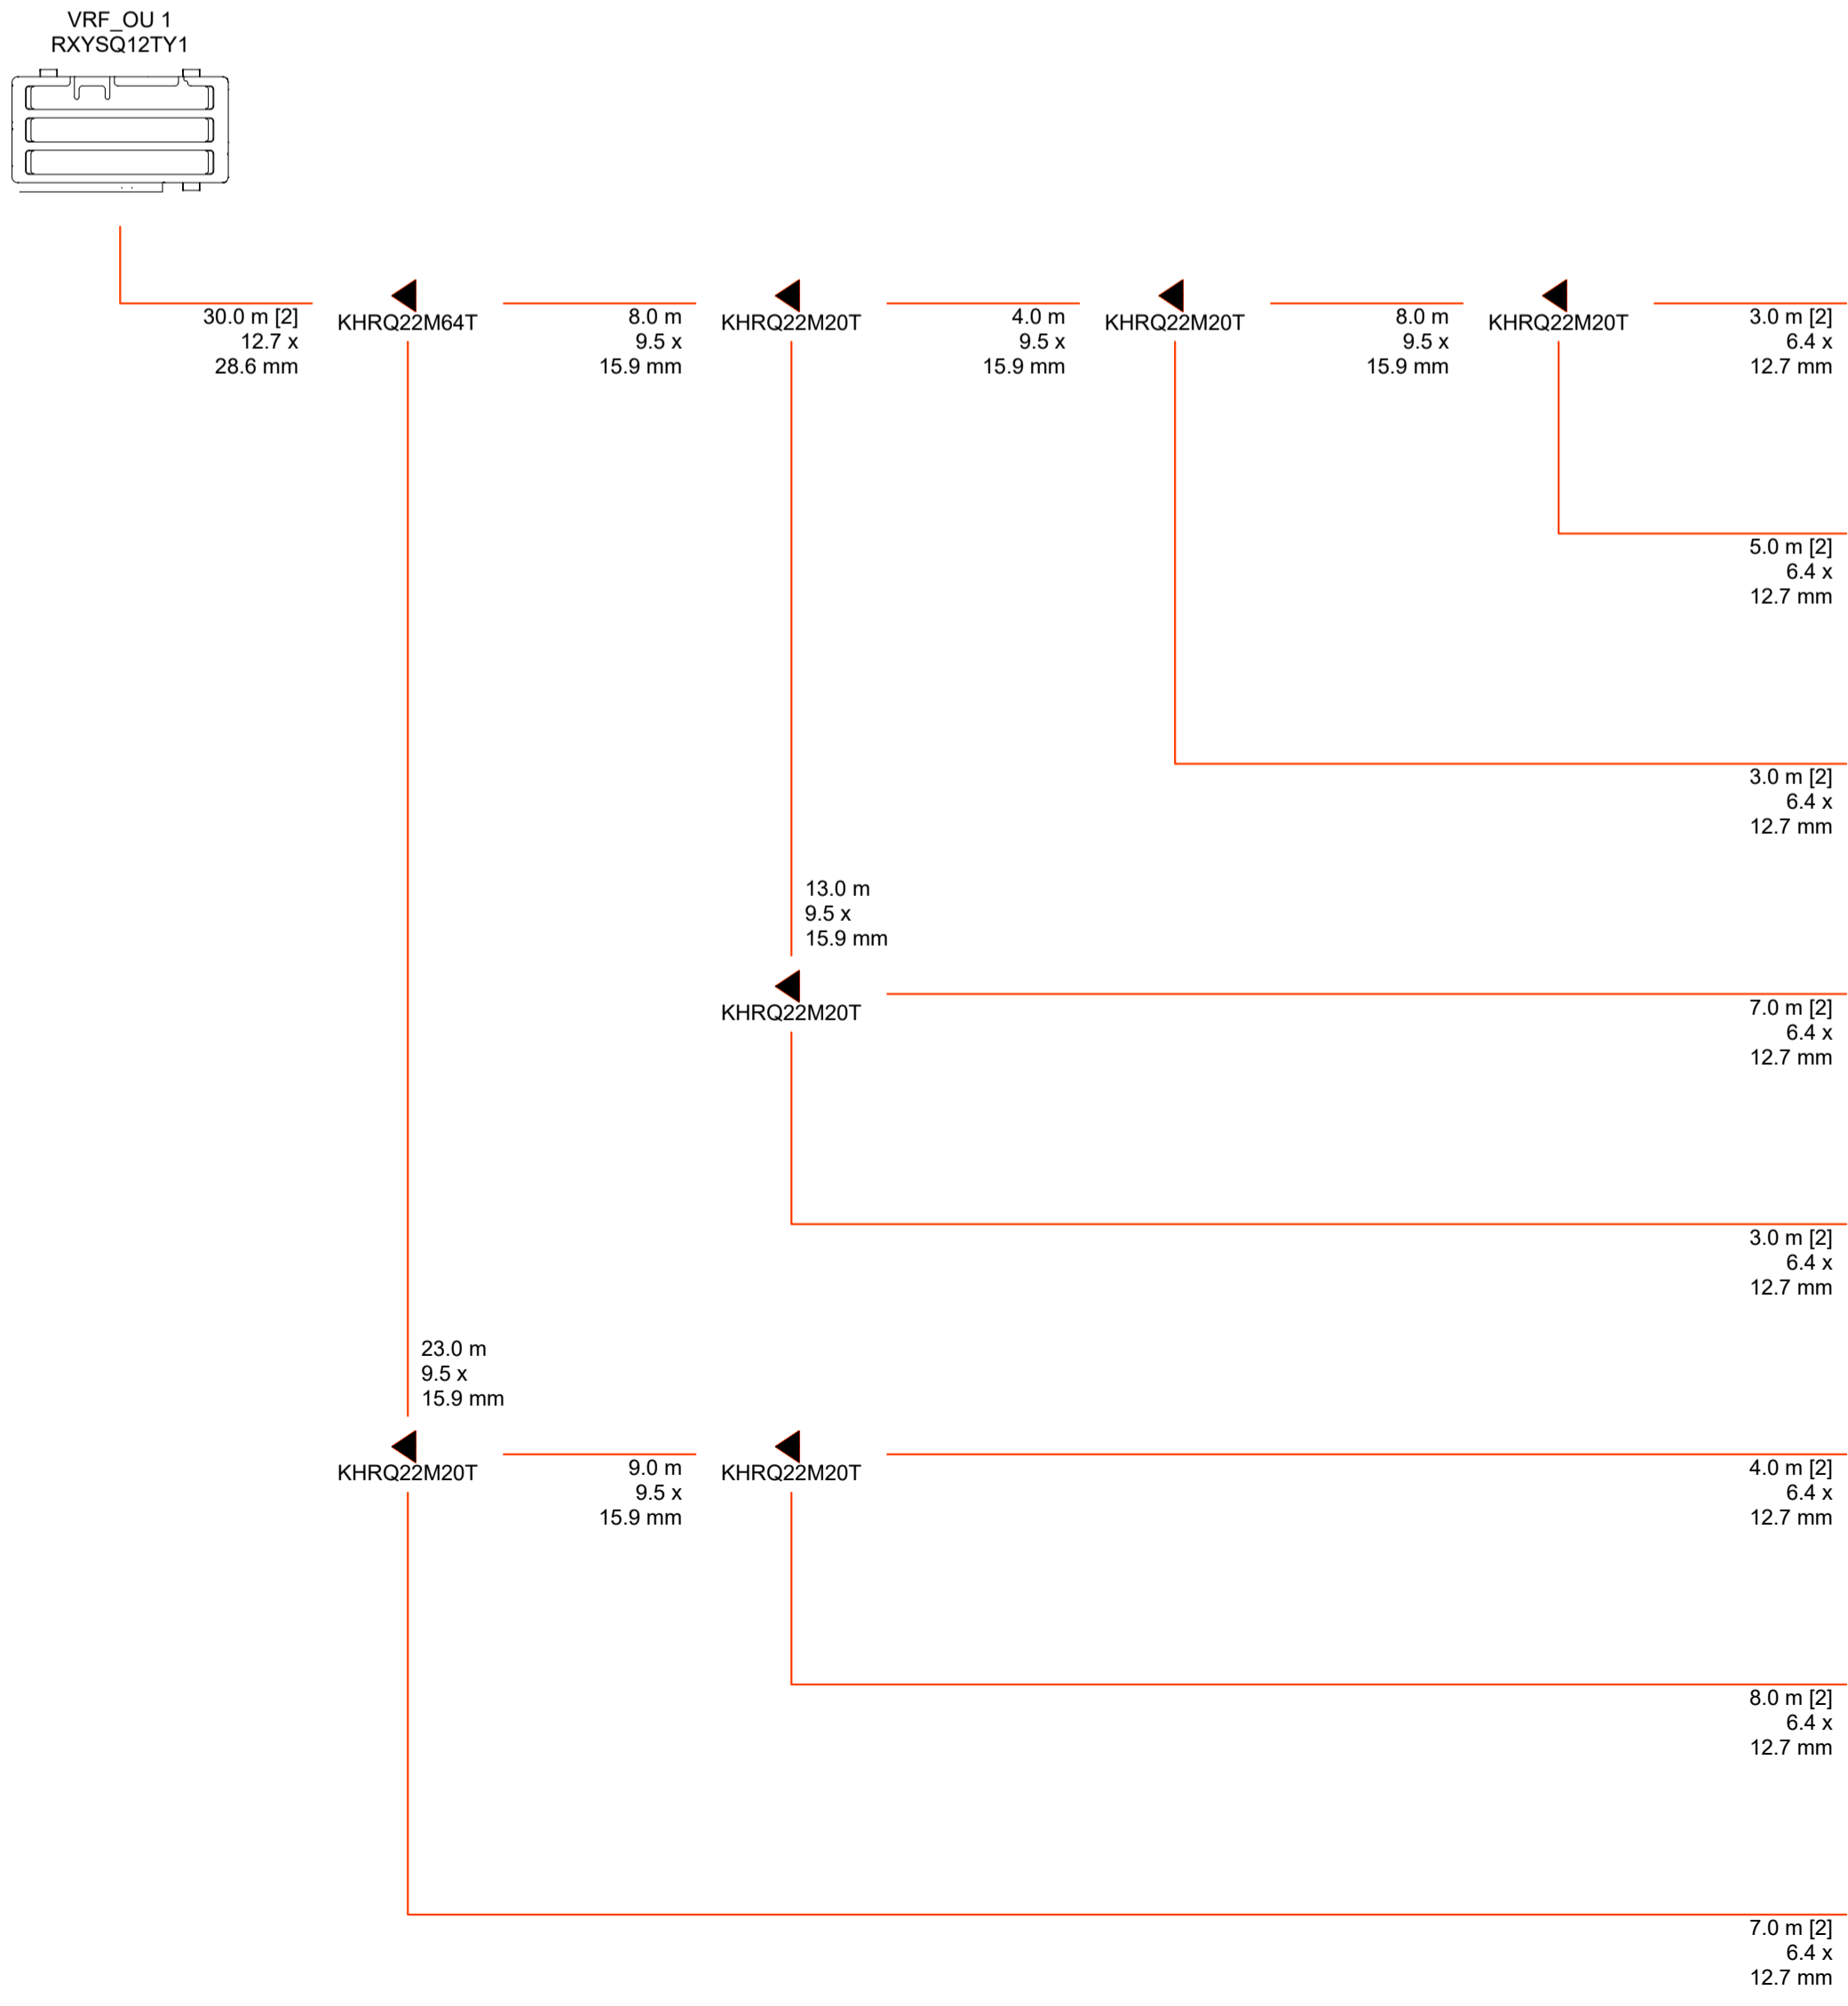 VRF_OU 1
RXYSQ12TY1
30.0 m [2]
12.7 x
28.6 mm
KHRQ22M64T
8.0 m
9.5 x
15.9 mm
KHRQ22M20T
4.0 m
9.5 x
15.9 mm
KHRQ22M20T
8.0 m
9.5 x
15.9 mm
KHRQ22M20T
3.0 m [2]
6.4 x
12.7 mm
5.0 m [2]
6.4 x
12.7 mm
3.0 m [2]
6.4 x
12.7 mm
13.0 m
9.5 x
15.9 mm
KHRQ22M20T
7.0 m [2]
6.4 x
12.7 mm
3.0 m [2]
6.4 x
12.7 mm
23.0 m
9.5 x
15.9 mm
KHRQ22M20T
9.0 m
9.5 x
15.9 mm
KHRQ22M20T
4.0 m [2]
6.4 x
12.7 mm
8.0 m [2]
6.4 x
12.7 mm
7.0 m [2]
6.4 x
12.7 mm